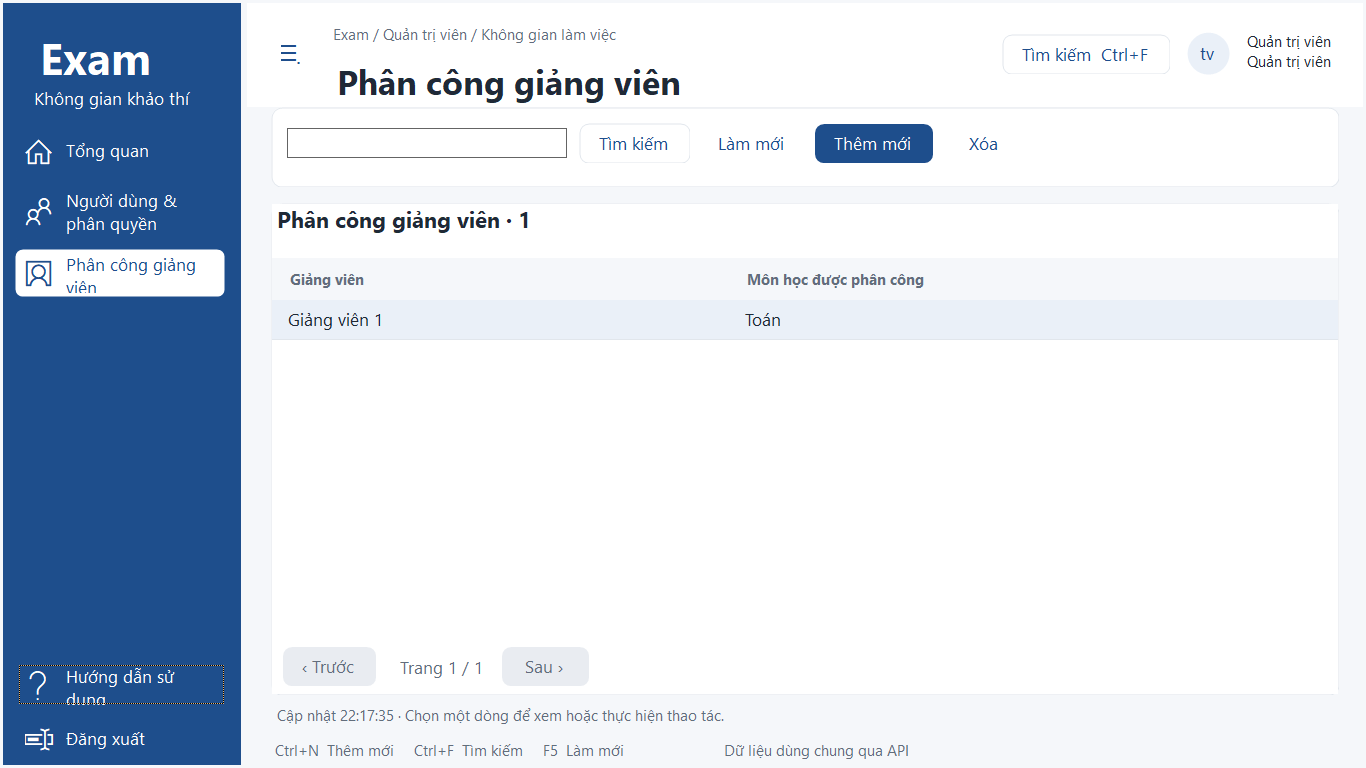 Exam
Không gian khảo thí
Tổng quan
Người dùng &
phân quyền
Phân công giảng
viên
Hướng dẫn sử
dụng
Đăng xuất
Exam / Quản trị viên / Không gian làm việc
Phân công giảng viên
Tìm kiếm Ctrl+F
tv
Quản trị viên
Quản trị viên
Tìm kiếm
Làm mới
Thêm mới
Xóa
Phân công giảng viên · 1
Giảng viên
Môn học được phân công
Giảng viên 1
Toán
‹ Trước
Trang 1 / 1
Sau ›
Cập nhật 22:17:35 · Chọn một dòng để xem hoặc thực hiện thao tác.
Ctrl+N Thêm mới
Ctrl+F Tìm kiếm
F5 Làm mới
Dữ liệu dùng chung qua API